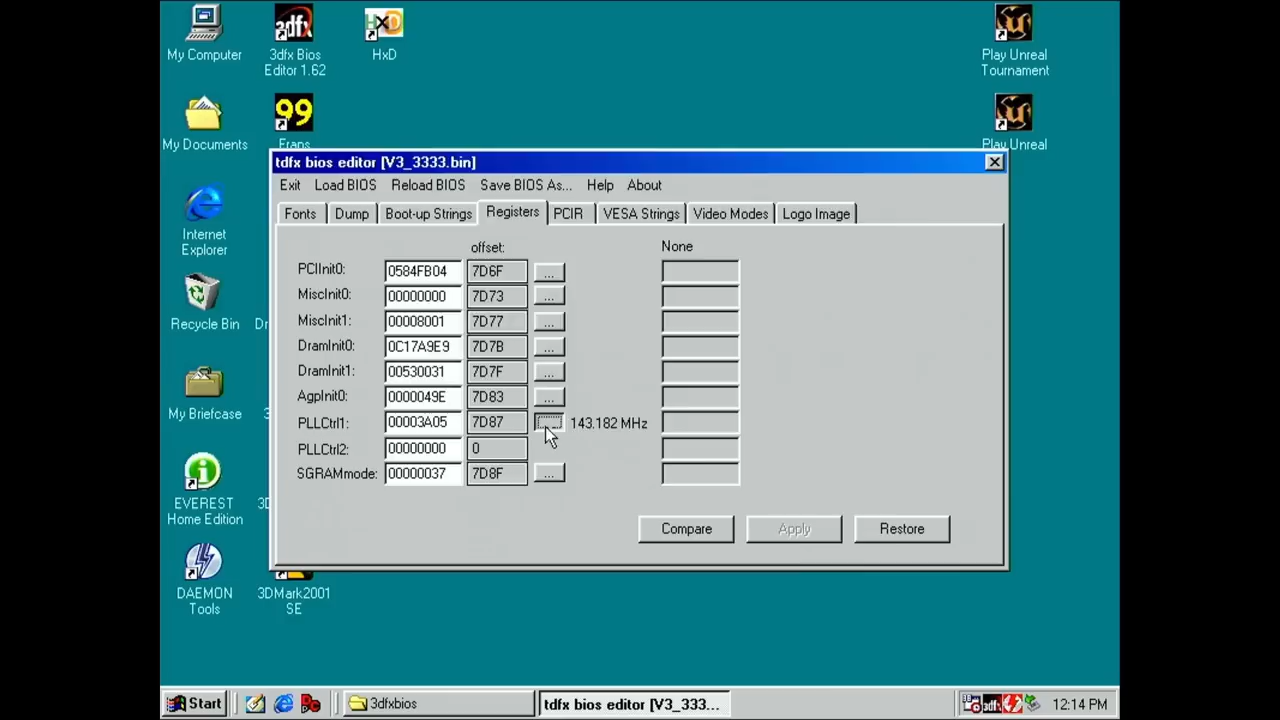 My Computer
3dfx Bios
Editor 1.62
HxD
Play Unreal
Tournament
My Documents
99
Fraps
Play Unreal
tdfx bios editor [V3_3333.bin]
Exit Load BIOS Reload BIOS Save BIOS As... Help About
Fonts Dump Boot-up Strings Registers PCIR VESA Strings Video Modes Logo Image
offset: None
PCIInit0: 0584FB04 7D6F ...
MiscInit0: 00000000 7D73 ...
MiscInit1: 00008001 7D77 ...
DramInit0: 0C17A9E9 7D7B ...
DramInit1: 00530031 7D7F ...
AgpInit0: 0000049E 7D83 ...
PLLCtrl1: 00003A05 7D87 ... 143.182 MHz
PLLCtrl2: 00000000 0
SGRAMmode: 00000037 7D8F ...
Compare Apply Restore
Internet
Explorer
Recycle Bin
My Briefcase
EVEREST
Home Edition
DAEMON
Tools
3DMark2001
SE
Start 3dfxbios tdfx bios editor [V3_333... 12:14 PM